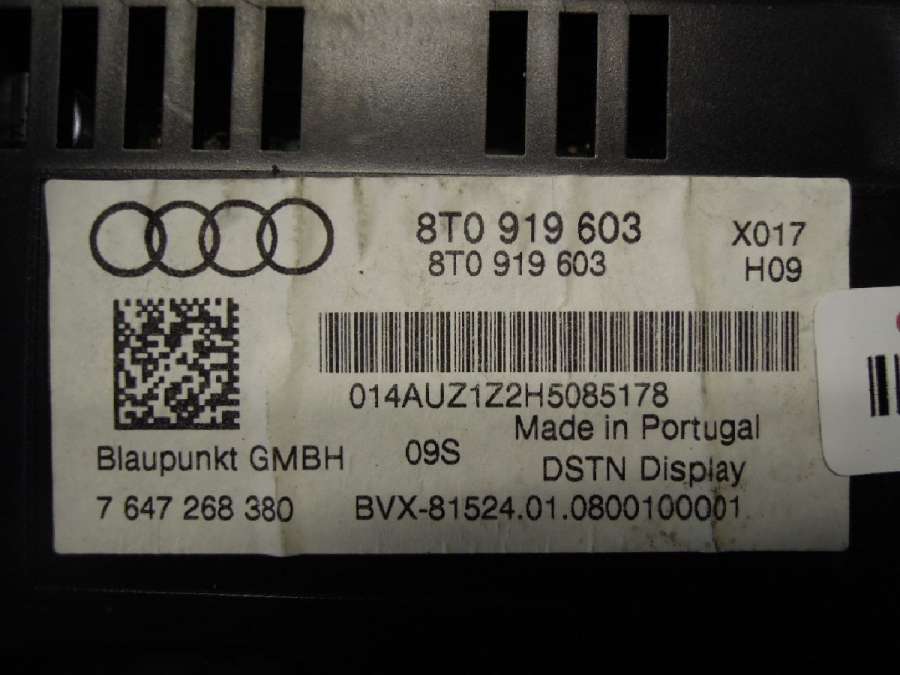 8T0 919 603
X017
8T0 919 603
H09
014AUZ1Z2H5085178
Made in Portugal
Blaupunkt GMBH
09S
DSTN Display
7 647 268 380
BVX-81524.01.0800100001